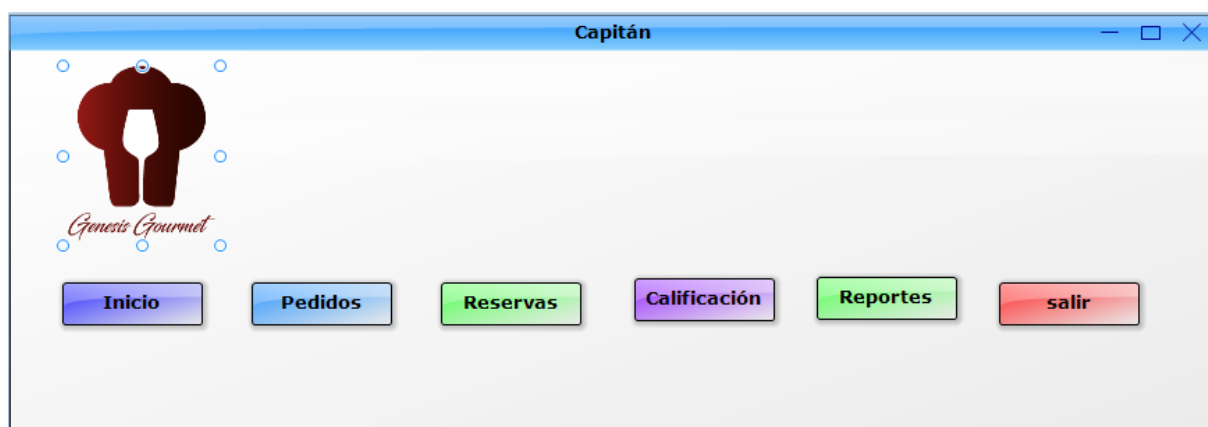 Capitán
Genesis Gourmet
Inicio Pedidos Reservas Calificación Reportes salir